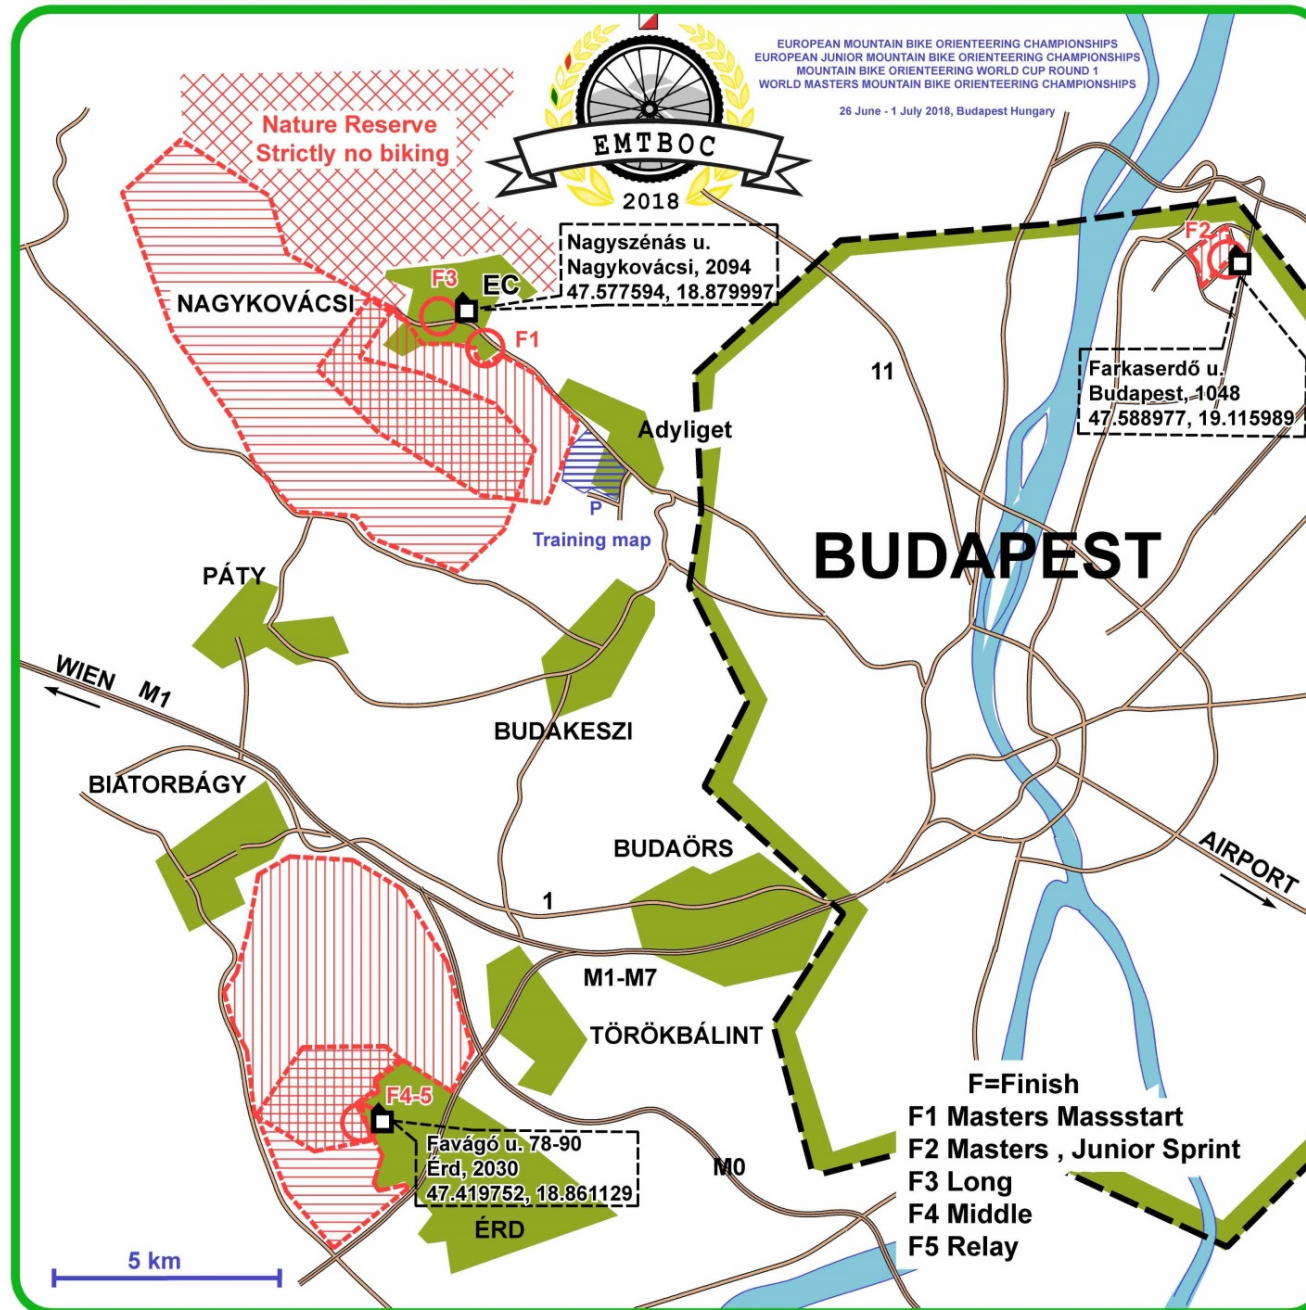 EUROPEAN MOUNTAIN BIKE ORIENTEERING CHAMPIONSHIPS
EUROPEAN JUNIOR MOUNTAIN BIKE ORIENTEERING CHAMPIONSHIPS
MOUNTAIN BIKE ORIENTEERING WORLD CUP ROUND 1
WORLD MASTERS MOUNTAIN BIKE ORIENTEERING CHAMPIONSHIPS
26 June - 1 July 2018, Budapest Hungary
EMTBOC
2018
Nature Reserve
Strictly no biking
Nagyszénás u.
Nagykovácsi, 2094
47.577594, 18.879997
F2
F3
EC
NAGYKOVÁCSI
F1
11
Farkaserdő u.
Budapest, 1048
47.588977, 19.115989
Adyliget
P
Training map
BUDAPEST
PÁTY
WIEN M1
BUDAKESZI
BIATORBÁGY
BUDAÖRS
AIRPORT
1
M1-M7
TÖRÖKBÁLINT
F4-5
Favágó u. 78-90
Érd, 2030
47.419752, 18.861129
M0
ÉRD
F=Finish
F1 Masters Massstart
F2 Masters , Junior Sprint
F3 Long
F4 Middle
F5 Relay
5 km